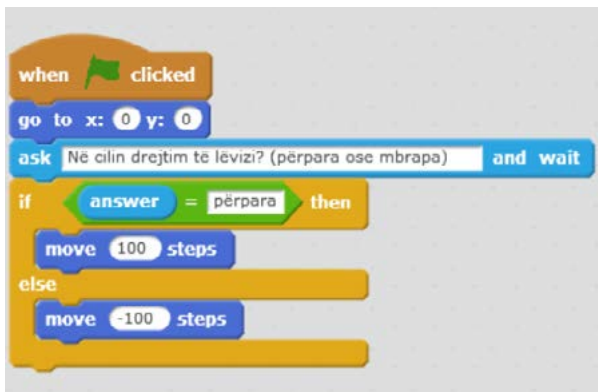 when clicked
go to x: 0 y: 0
ask Në cilin drejtim të lëvizi? (përpara ose mbrapa) and wait
if answer = përpara then
move 100 steps
else
move -100 steps